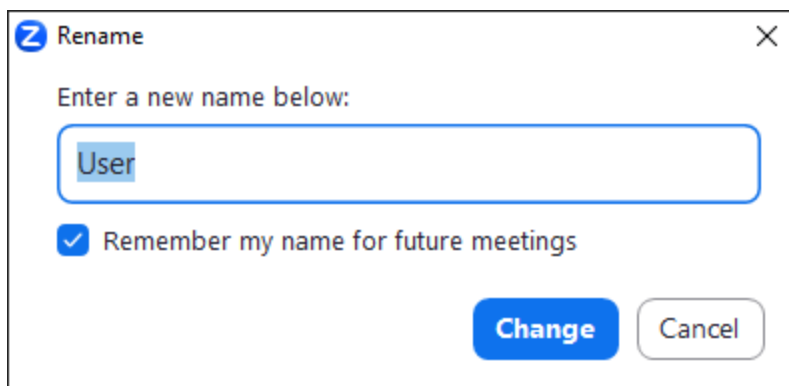 Rename
Enter a new name below:
User
Remember my name for future meetings
Change Cancel